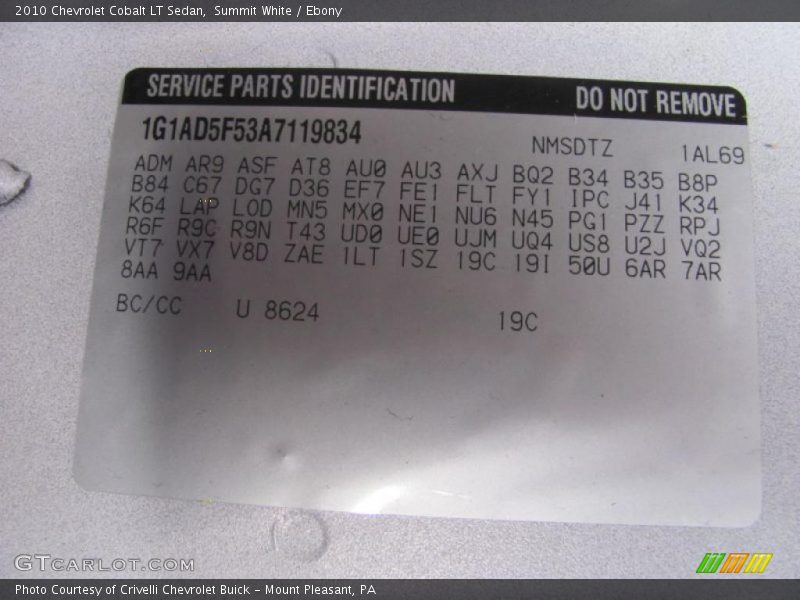 2010 Chevrolet Cobalt LT Sedan, Summit White / Ebony
SERVICE PARTS IDENTIFICATION DO NOT REMOVE
1G1AD5F53A7119834 NMSDTZ 1AL69
ADM AR9 ASF AT8 AU0 AU3 AXJ BQ2 B34 B35 B8P
B84 C67 DG7 D36 EF7 FE1 FLT FY1 IPC J41 K34
K64 LAP LOD MN5 MX0 NE1 NU6 N45 PG1 PZZ RPJ
R6F R9C R9N T43 UD0 UE0 UJM UQ4 US8 U2J VQ2
VT7 VX7 V8D ZAE 1LT 1SZ 19C 19I 50U 6AR 7AR
8AA 9AA
BC/CC U 8624 19C
GTCARLOT.COM
Photo Courtesy of Crivelli Chevrolet Buick - Mount Pleasant, PA